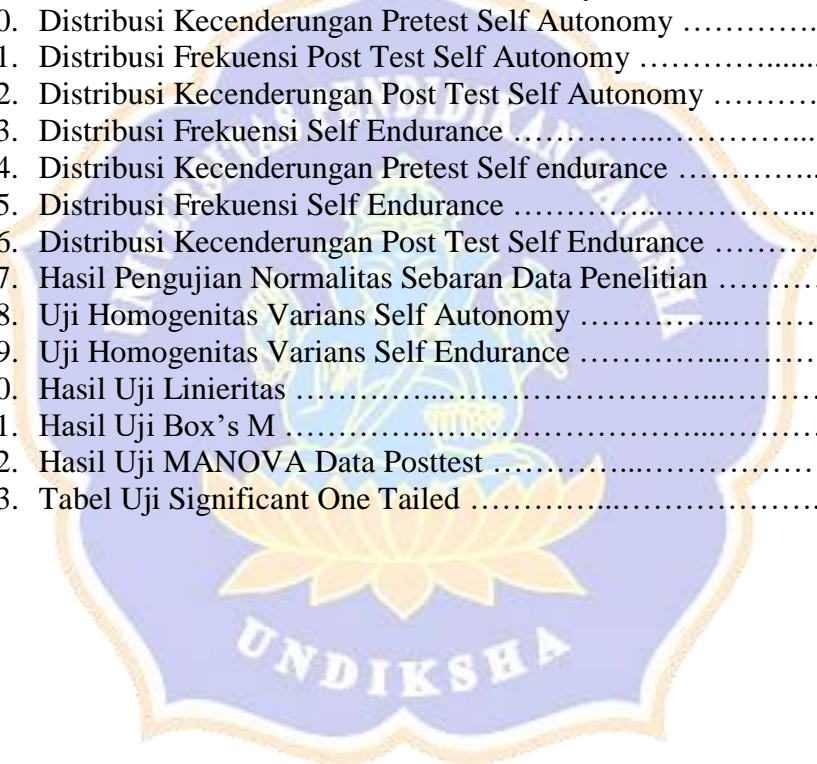 0. Distribusi Kecenderungan Pretest Self Autonomy ………….
1. Distribusi Frekuensi Post Test Self Autonomy ………….......
2. Distribusi Kecenderungan Post Test Self Autonomy ………
3. Distribusi Frekuensi Self Endurance …………...…………...
4. Distribusi Kecenderungan Pretest Self endurance …………..
5. Distribusi Frekuensi Self Endurance …………...…………...
6. Distribusi Kecenderungan Post Test Self Endurance ………
7. Hasil Pengujian Normalitas Sebaran Data Penelitian ………
8. Uji Homogenitas Varians Self Autonomy …………...………
9. Uji Homogenitas Varians Self Endurance …………...………
0. Hasil Uji Linieritas …………...……………………...………
1. Hasil Uji Box’s M …………...……………………...………
2. Hasil Uji MANOVA Data Posttest …………...……………
3. Tabel Uji Significant One Tailed …………...……………….
UNIVERSITAS PENDIDIKAN GANESHA
UNDIKSHA